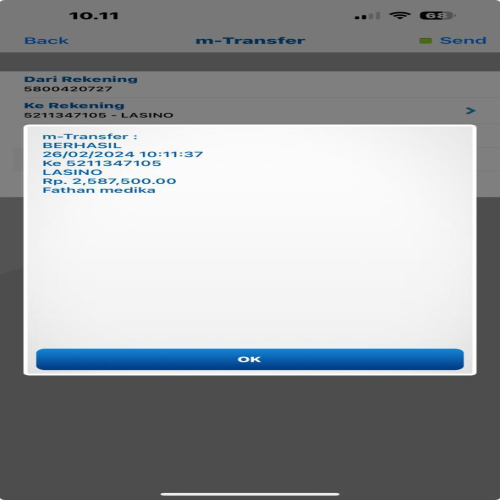 10.11
68
Back
m-Transfer
Send
Dari Rekening
5800420727
Ke Rekening
5211347105 - LASINO
m-Transfer :
BERHASIL
26/02/2024 10:11:37
Ke 5211347105
LASINO
Rp. 2,587,500.00
Fathan medika
OK